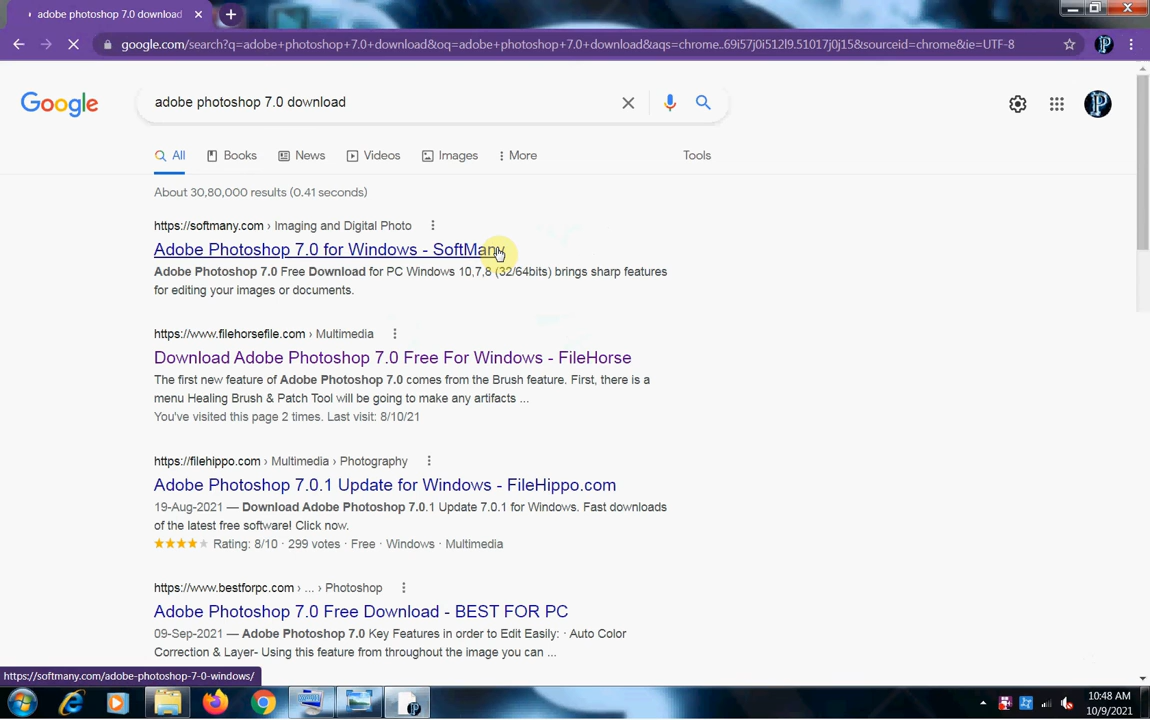 adobe photoshop 7.0 download
google.com/search?q=adobe+photoshop+7.0+download&oq=adobe+photoshop+7.0+download&aqs=chrome..69i57j0i512l9.51017j0j15&sourceid=chrome&ie=UTF-8
Google
adobe photoshop 7.0 download
All Books News Videos Images More Tools
About 30,80,000 results (0.41 seconds)
https://softmany.com › Imaging and Digital Photo
Adobe Photoshop 7.0 for Windows - SoftMany
Adobe Photoshop 7.0 Free Download for PC Windows 10,7,8 (32/64bits) brings sharp features
for editing your images or documents.
https://www.filehorsefile.com › Multimedia
Download Adobe Photoshop 7.0 Free For Windows - FileHorse
The first new feature of Adobe Photoshop 7.0 comes from the Brush feature. First, there is a
menu Healing Brush & Patch Tool will be going to make any artifacts ...
You've visited this page 2 times. Last visit: 8/10/21
https://filehippo.com › Multimedia › Photography
Adobe Photoshop 7.0.1 Update for Windows - FileHippo.com
19-Aug-2021 — Download Adobe Photoshop 7.0.1 Update 7.0.1 for Windows. Fast downloads
of the latest free software! Click now.
Rating: 8/10 · 299 votes · Free · Windows · Multimedia
https://www.bestforpc.com › ... › Photoshop
Adobe Photoshop 7.0 Free Download - BEST FOR PC
09-Sep-2021 — Adobe Photoshop 7.0 Key Features in order to Edit Easily: · Auto Color
Correction & Layer- Using this feature from throughout the image you can ...
https://softmany.com/adobe-photoshop-7-0-windows/
10:48 AM
10/9/2021